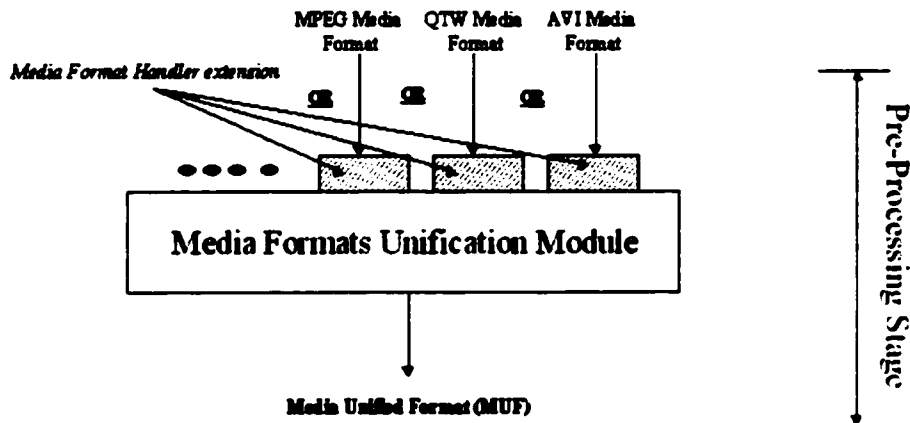 MPEG Media Format
QTW Media Format
AVI Media Format
Media Format Handler extension
OR
OR
OR
Media Formats Unification Module
Media Unified Format (MUF)
Pre-Processing Stage